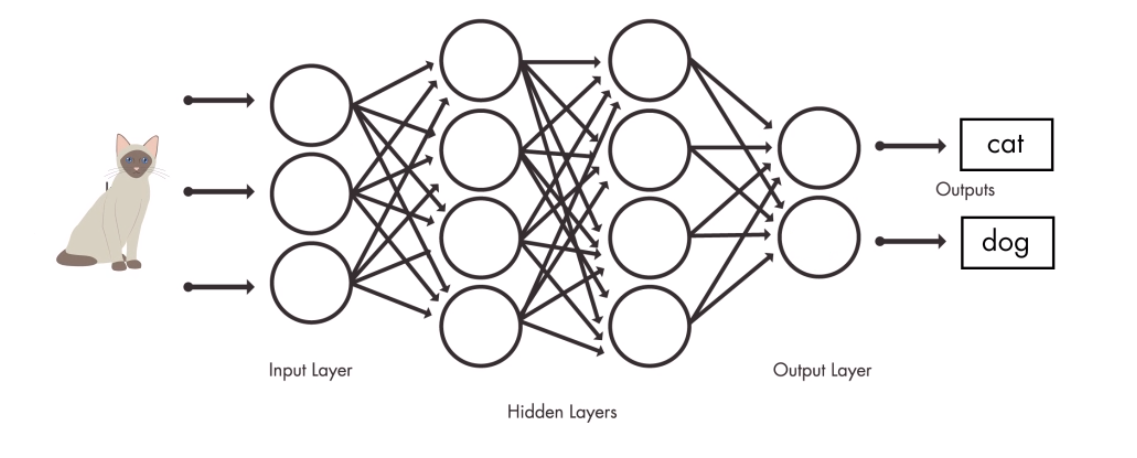 cat
Outputs
dog
Input Layer
Output Layer
Hidden Layers